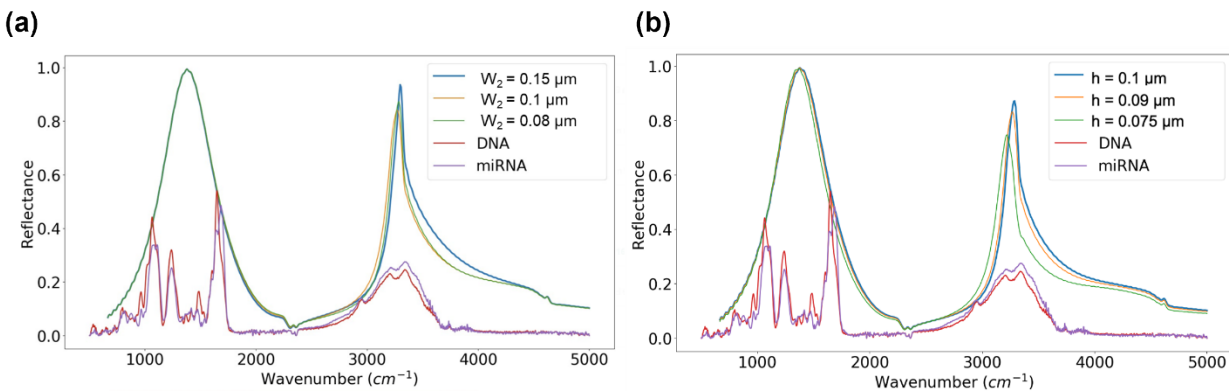 (a)
(b)
1.0
0.8
0.6
0.4
0.2
0.0
Reflectance
1000
2000
3000
4000
5000
Wavenumber (cm⁻¹)
W₂ = 0.15 μm
W₂ = 0.1 μm
W₂ = 0.08 μm
DNA
miRNA
1.0
0.8
0.6
0.4
0.2
0.0
Reflectance
1000
2000
3000
4000
5000
Wavenumber (cm⁻¹)
h = 0.1 μm
h = 0.09 μm
h = 0.075 μm
DNA
miRNA